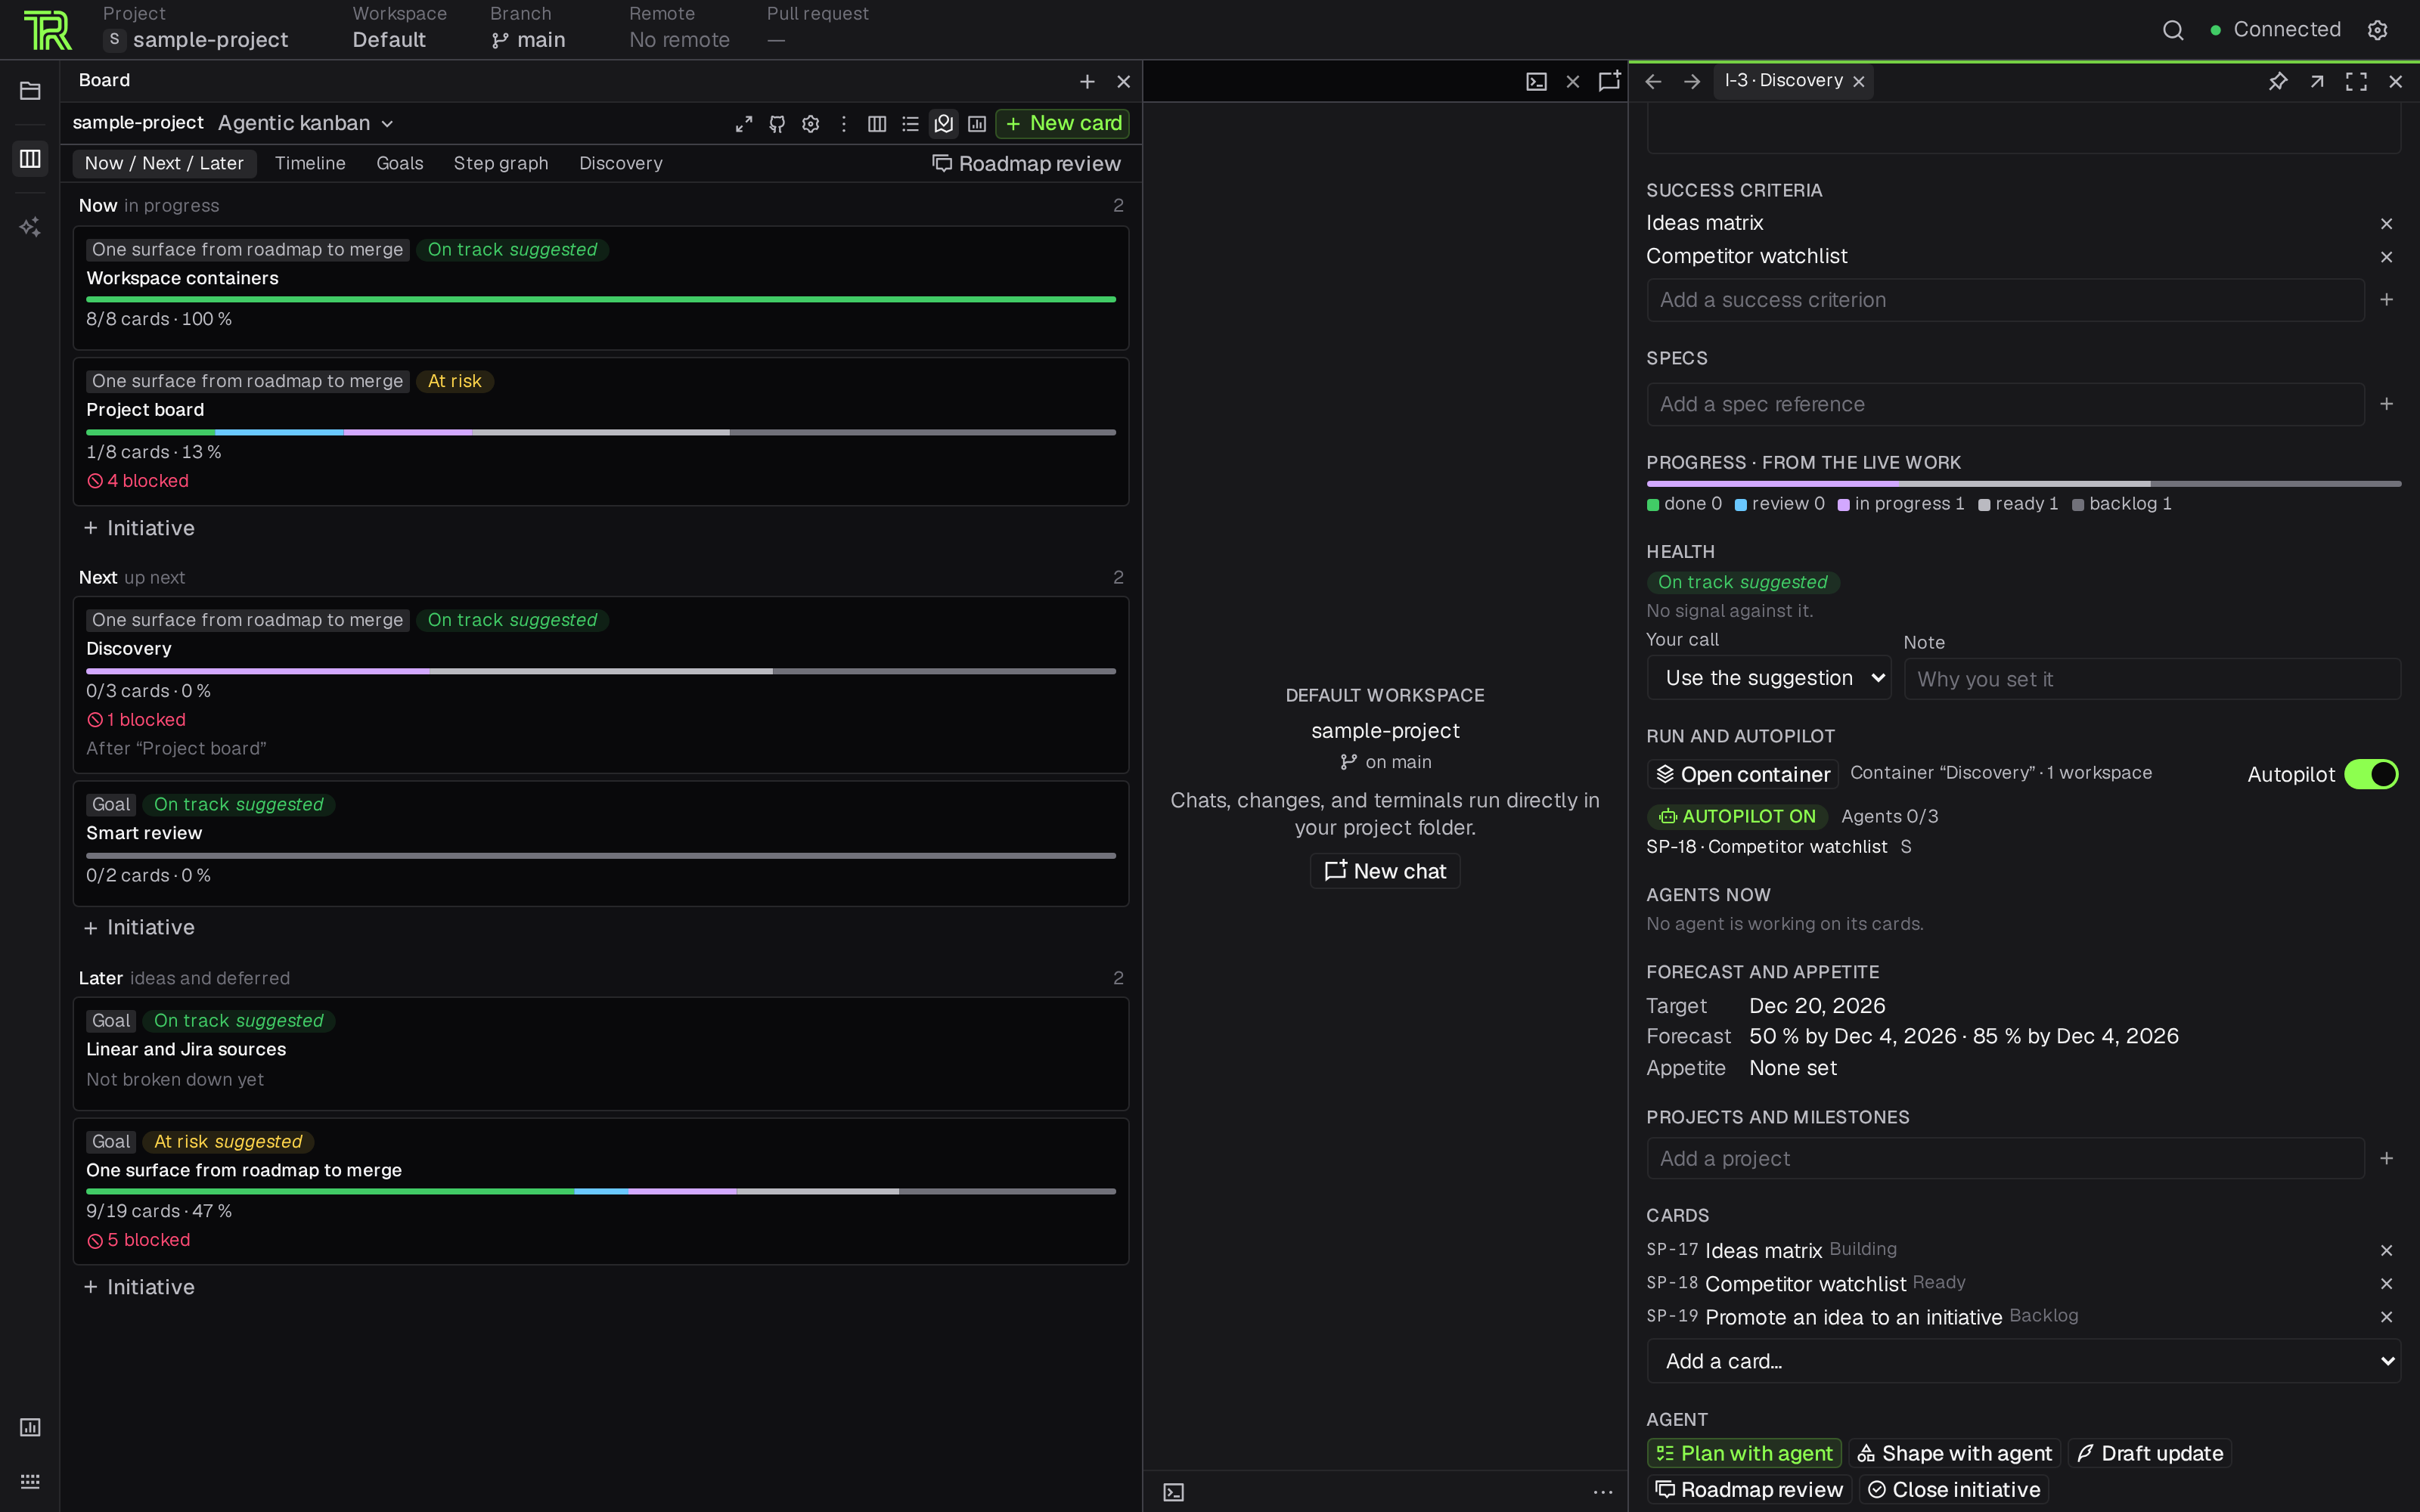 Project
S sample-project
Workspace
Default
Branch
main
Remote
No remote
Pull request
—
Connected
Board
sample-project Agentic kanban
New card
Now / Next / Later Timeline Goals Step graph Discovery
Roadmap review
Now in progress 2
One surface from roadmap to merge On track suggested
Workspace containers
8/8 cards · 100 %
One surface from roadmap to merge At risk
Project board
1/8 cards · 13 %
4 blocked
+ Initiative
Next up next 2
One surface from roadmap to merge On track suggested
Discovery
0/3 cards · 0 %
1 blocked
After “Project board”
Goal On track suggested
Smart review
0/2 cards · 0 %
+ Initiative
Later ideas and deferred 2
Goal On track suggested
Linear and Jira sources
Not broken down yet
Goal At risk suggested
One surface from roadmap to merge
9/19 cards · 47 %
5 blocked
+ Initiative
DEFAULT WORKSPACE
sample-project
on main
Chats, changes, and terminals run directly in
your project folder.
New chat
I-3 · Discovery
SUCCESS CRITERIA
Ideas matrix
Competitor watchlist
Add a success criterion
SPECS
Add a spec reference
PROGRESS · FROM THE LIVE WORK
done 0 review 0 in progress 1 ready 1 backlog 1
HEALTH
On track suggested
No signal against it.
Your call
Note
Use the suggestion
Why you set it
RUN AND AUTOPILOT
Open container Container “Discovery” · 1 workspace Autopilot
AUTOPILOT ON Agents 0/3
SP-18 · Competitor watchlist S
AGENTS NOW
No agent is working on its cards.
FORECAST AND APPETITE
Target Dec 20, 2026
Forecast 50 % by Dec 4, 2026 · 85 % by Dec 4, 2026
Appetite None set
PROJECTS AND MILESTONES
Add a project
CARDS
SP-17 Ideas matrix Building
SP-18 Competitor watchlist Ready
SP-19 Promote an idea to an initiative Backlog
Add a card…
AGENT
Plan with agent Shape with agent Draft update
Roadmap review Close initiative